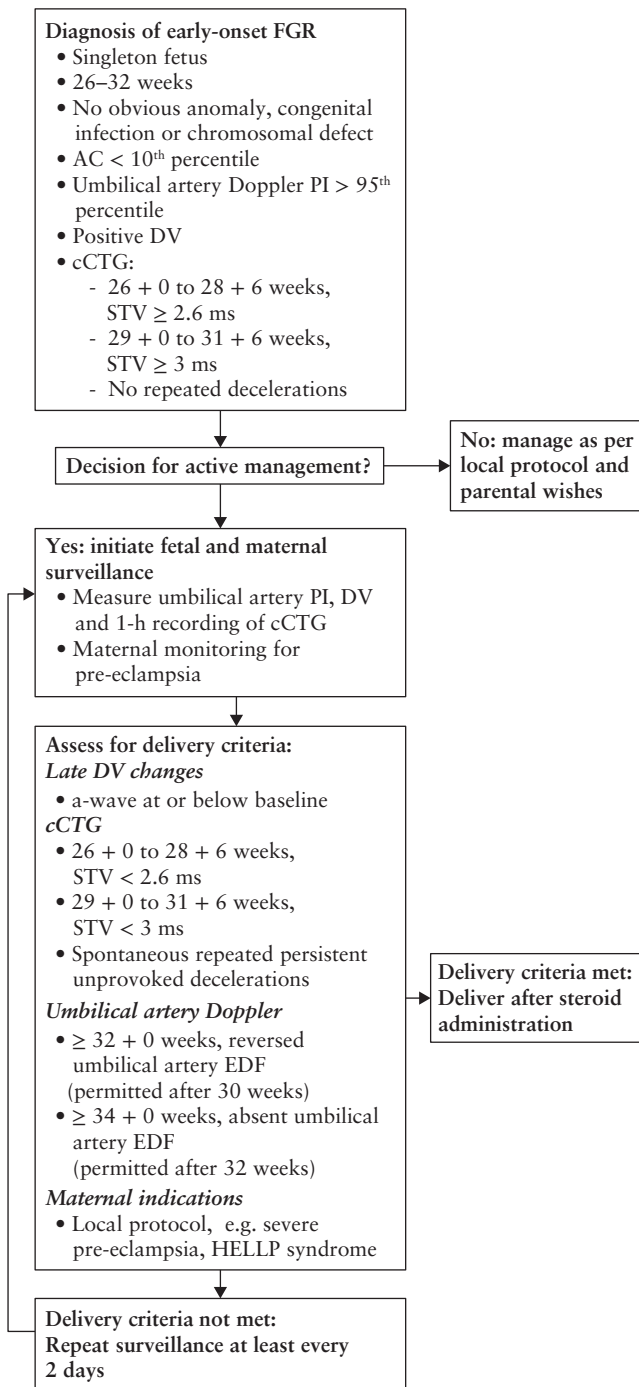 Diagnosis of early-onset FGR
• Singleton fetus
• 26–32 weeks
• No obvious anomaly, congenital
infection or chromosomal defect
• AC < 10th percentile
• Umbilical artery Doppler PI > 95th
percentile
• Positive DV
• cCTG:
- 26 + 0 to 28 + 6 weeks,
STV ≥ 2.6 ms
- 29 + 0 to 31 + 6 weeks,
STV ≥ 3 ms
- No repeated decelerations
Decision for active management?
No: manage as per
local protocol and
parental wishes
Yes: initiate fetal and maternal
surveillance
• Measure umbilical artery PI, DV
and 1-h recording of cCTG
• Maternal monitoring for
pre-eclampsia
Assess for delivery criteria:
Late DV changes
• a-wave at or below baseline
cCTG
• 26 + 0 to 28 + 6 weeks,
STV < 2.6 ms
• 29 + 0 to 31 + 6 weeks,
STV < 3 ms
• Spontaneous repeated persistent
unprovoked decelerations
Umbilical artery Doppler
• ≥ 32 + 0 weeks, reversed
umbilical artery EDF
(permitted after 30 weeks)
• ≥ 34 + 0 weeks, absent umbilical
artery EDF
(permitted after 32 weeks)
Maternal indications
• Local protocol, e.g. severe
pre-eclampsia, HELLP syndrome
Delivery criteria met:
Deliver after steroid
administration
Delivery criteria not met:
Repeat surveillance at least every
2 days